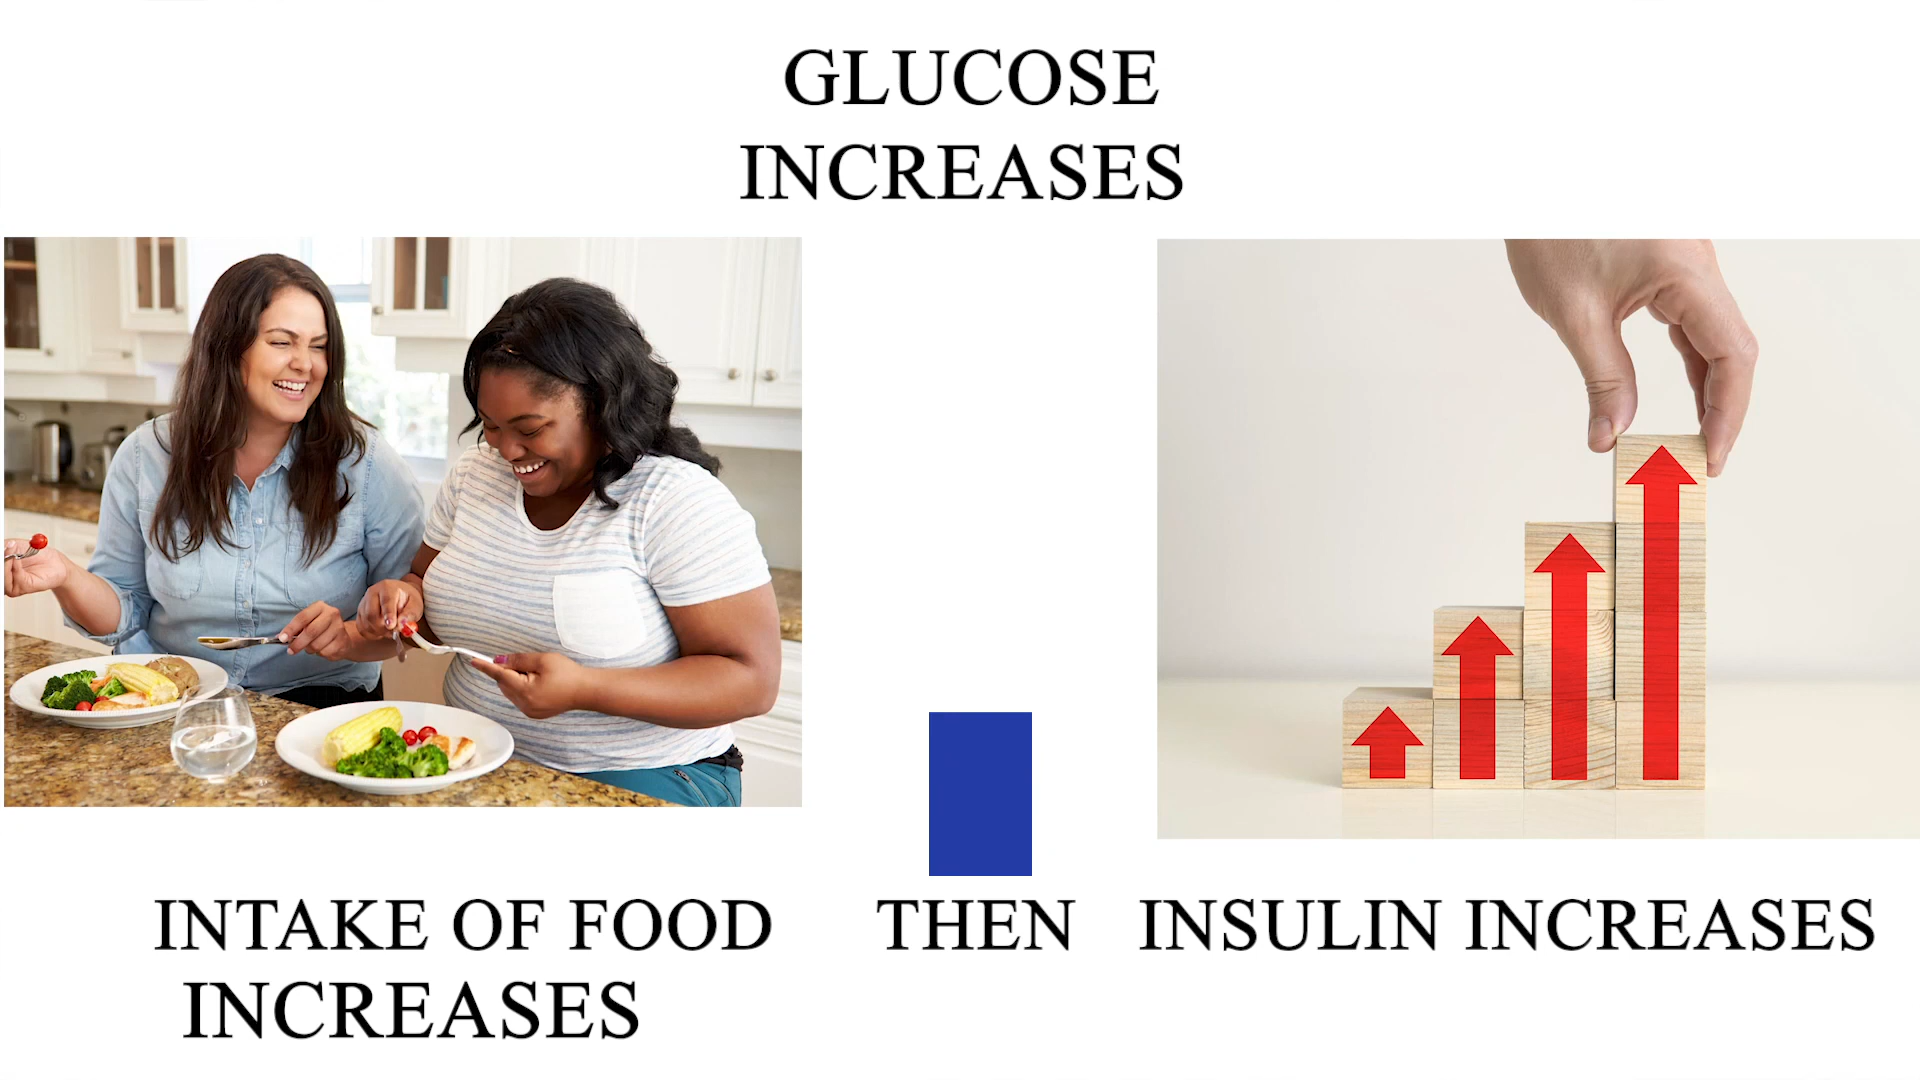 GLUCOSE
INCREASES
INTAKE OF FOOD
INCREASES
THEN
INSULIN INCREASES